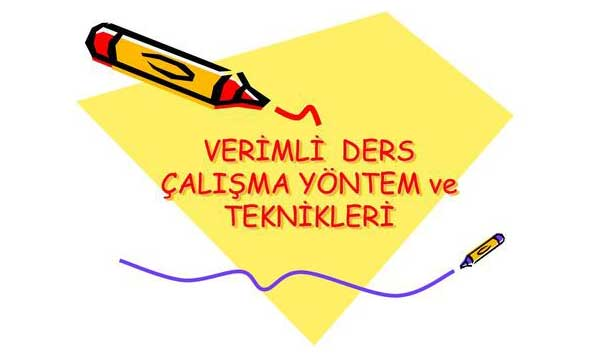 VERİMLİ DERS
ÇALIŞMA YÖNTEM ve
TEKNİKLERİ